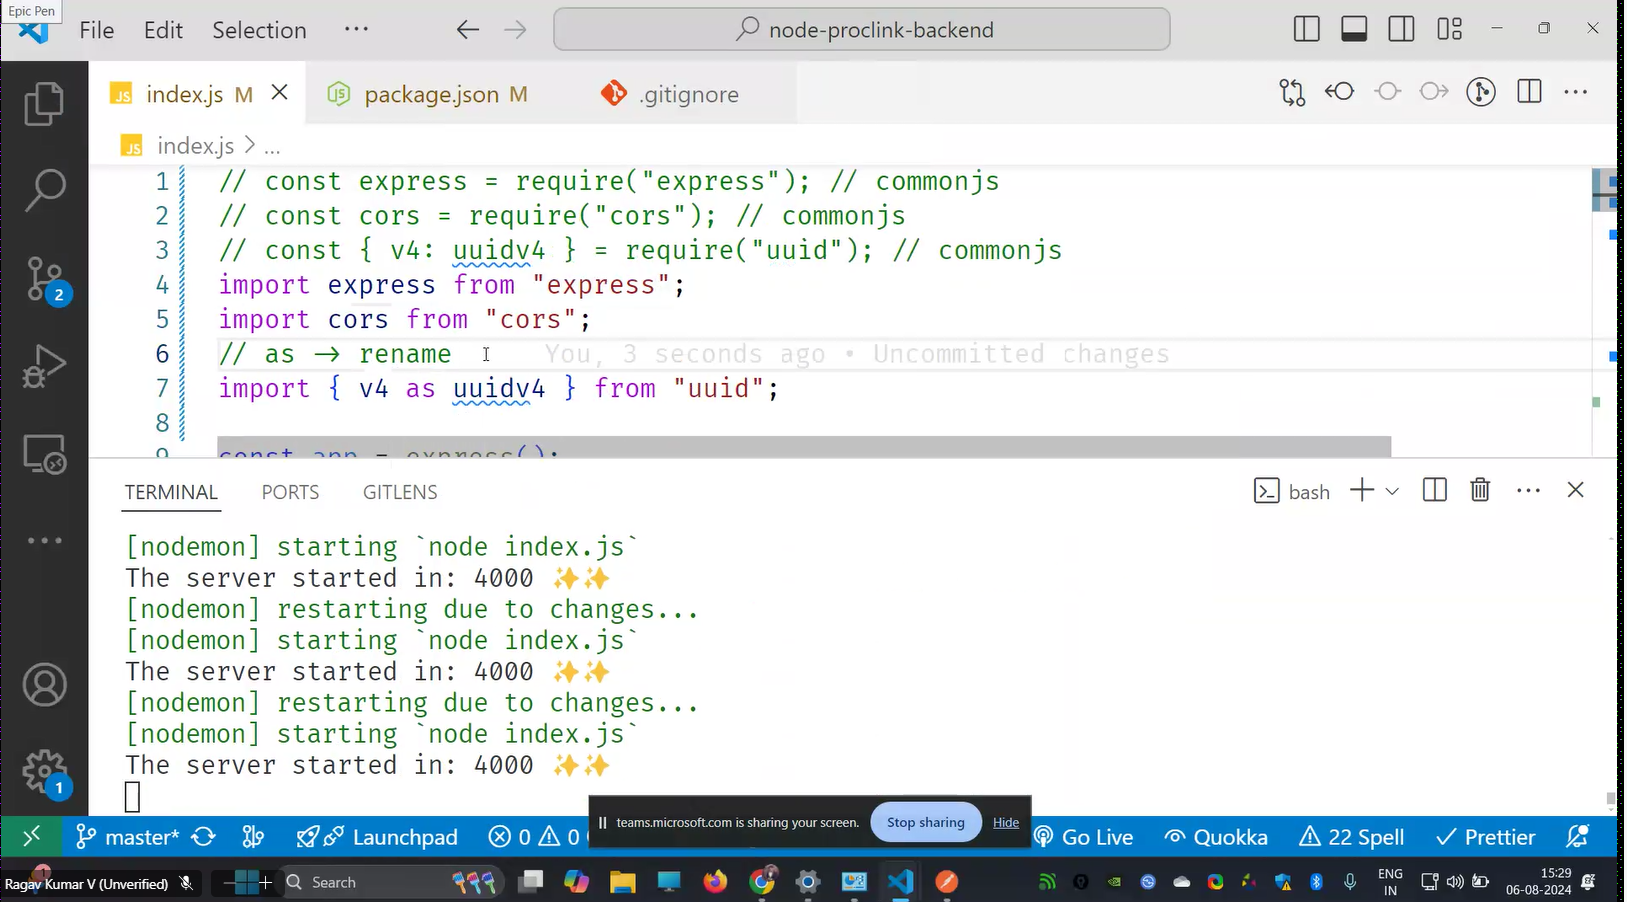 Epic Pen
File Edit Selection ··· node-proclink-backend
index.js M package.json M .gitignore
index.js > ...
1 // const express = require("express"); // commonjs
2 // const cors = require("cors"); // commonjs
3 // const { v4: uuidv4 } = require("uuid"); // commonjs
4 import express from "express";
5 import cors from "cors";
6 // as → rename You, 3 seconds ago • Uncommitted changes
7 import { v4 as uuidv4 } from "uuid";
8
9 const app = express();
TERMINAL PORTS GITLENS bash
[nodemon] starting `node index.js`
The server started in: 4000 ✨✨
[nodemon] restarting due to changes...
[nodemon] starting `node index.js`
The server started in: 4000 ✨✨
[nodemon] restarting due to changes...
[nodemon] starting `node index.js`
The server started in: 4000 ✨✨
2
1
teams.microsoft.com is sharing your screen. Stop sharing Hide
master* Launchpad 0 0 Go Live Quokka 22 Spell Prettier
Ragav Kumar V (Unverified) Search ENG IN 15:29 06-08-2024